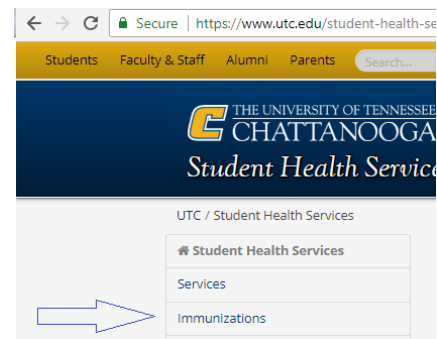 Secure | https://www.utc.edu/student-health-se
Students Faculty & Staff Alumni Parents Search...
THE UNIVERSITY OF TENNESSEE
CHATTANOOGA
Student Health Service
UTC / Student Health Services
Student Health Services
Services
Immunizations